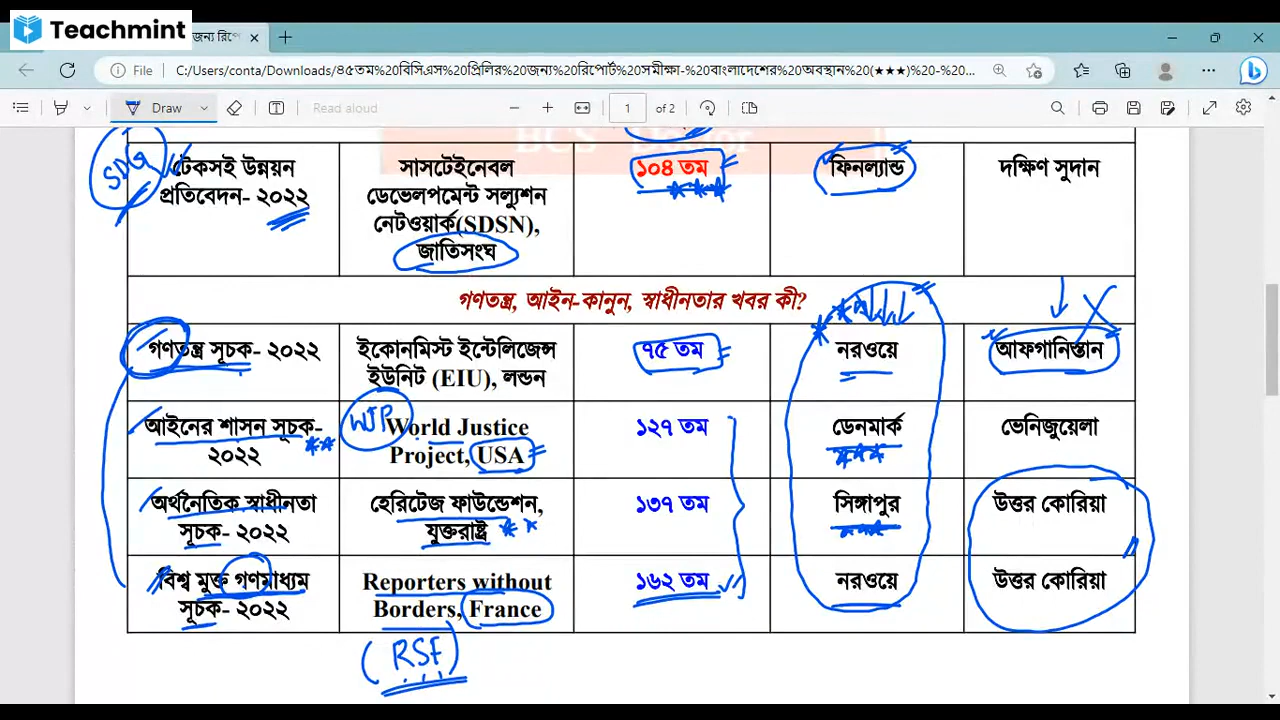 Teachmint
জন্য রিপে
File
C:/Users/conta/Downloads/৪৫তম%20বিসিএস%20প্রিলির%20জন্য%20রিপোর্ট%20সমীক্ষা-%20বাংলাদেশের%20অবস্থান%20(★★★)%20-%20...
Draw
Read aloud
1
of 2
BCS Doctor
SDG
টেকসই উন্নয়ন
প্রতিবেদন- ২০২২
সাসটেইনেবল
ডেভেলপমেন্ট সল্যুশন
নেটওয়ার্ক(SDSN),
জাতিসংঘ
১০৪ তম
ফিনল্যান্ড
দক্ষিণ সুদান
গণতন্ত্র, আইন-কানুন, স্বাধীনতার খবর কী?
গণতন্ত্র সূচক- ২০২২
ইকোনমিস্ট ইন্টেলিজেন্স
ইউনিট (EIU), লন্ডন
৭৫ তম
নরওয়ে
আফগানিস্তান
আইনের শাসন সূচক-
২০২২
WJP
World Justice
Project, USA
১২৭ তম
ডেনমার্ক
ভেনিজুয়েলা
অর্থনৈতিক স্বাধীনতা
সূচক- ২০২২
হেরিটেজ ফাউন্ডেশন,
যুক্তরাষ্ট্র
১৩৭ তম
সিঙ্গাপুর
উত্তর কোরিয়া
বিশ্ব মুক্ত গণমাধ্যম
সূচক- ২০২২
Reporters without
Borders, France
১৬২ তম
নরওয়ে
উত্তর কোরিয়া
(RSF)